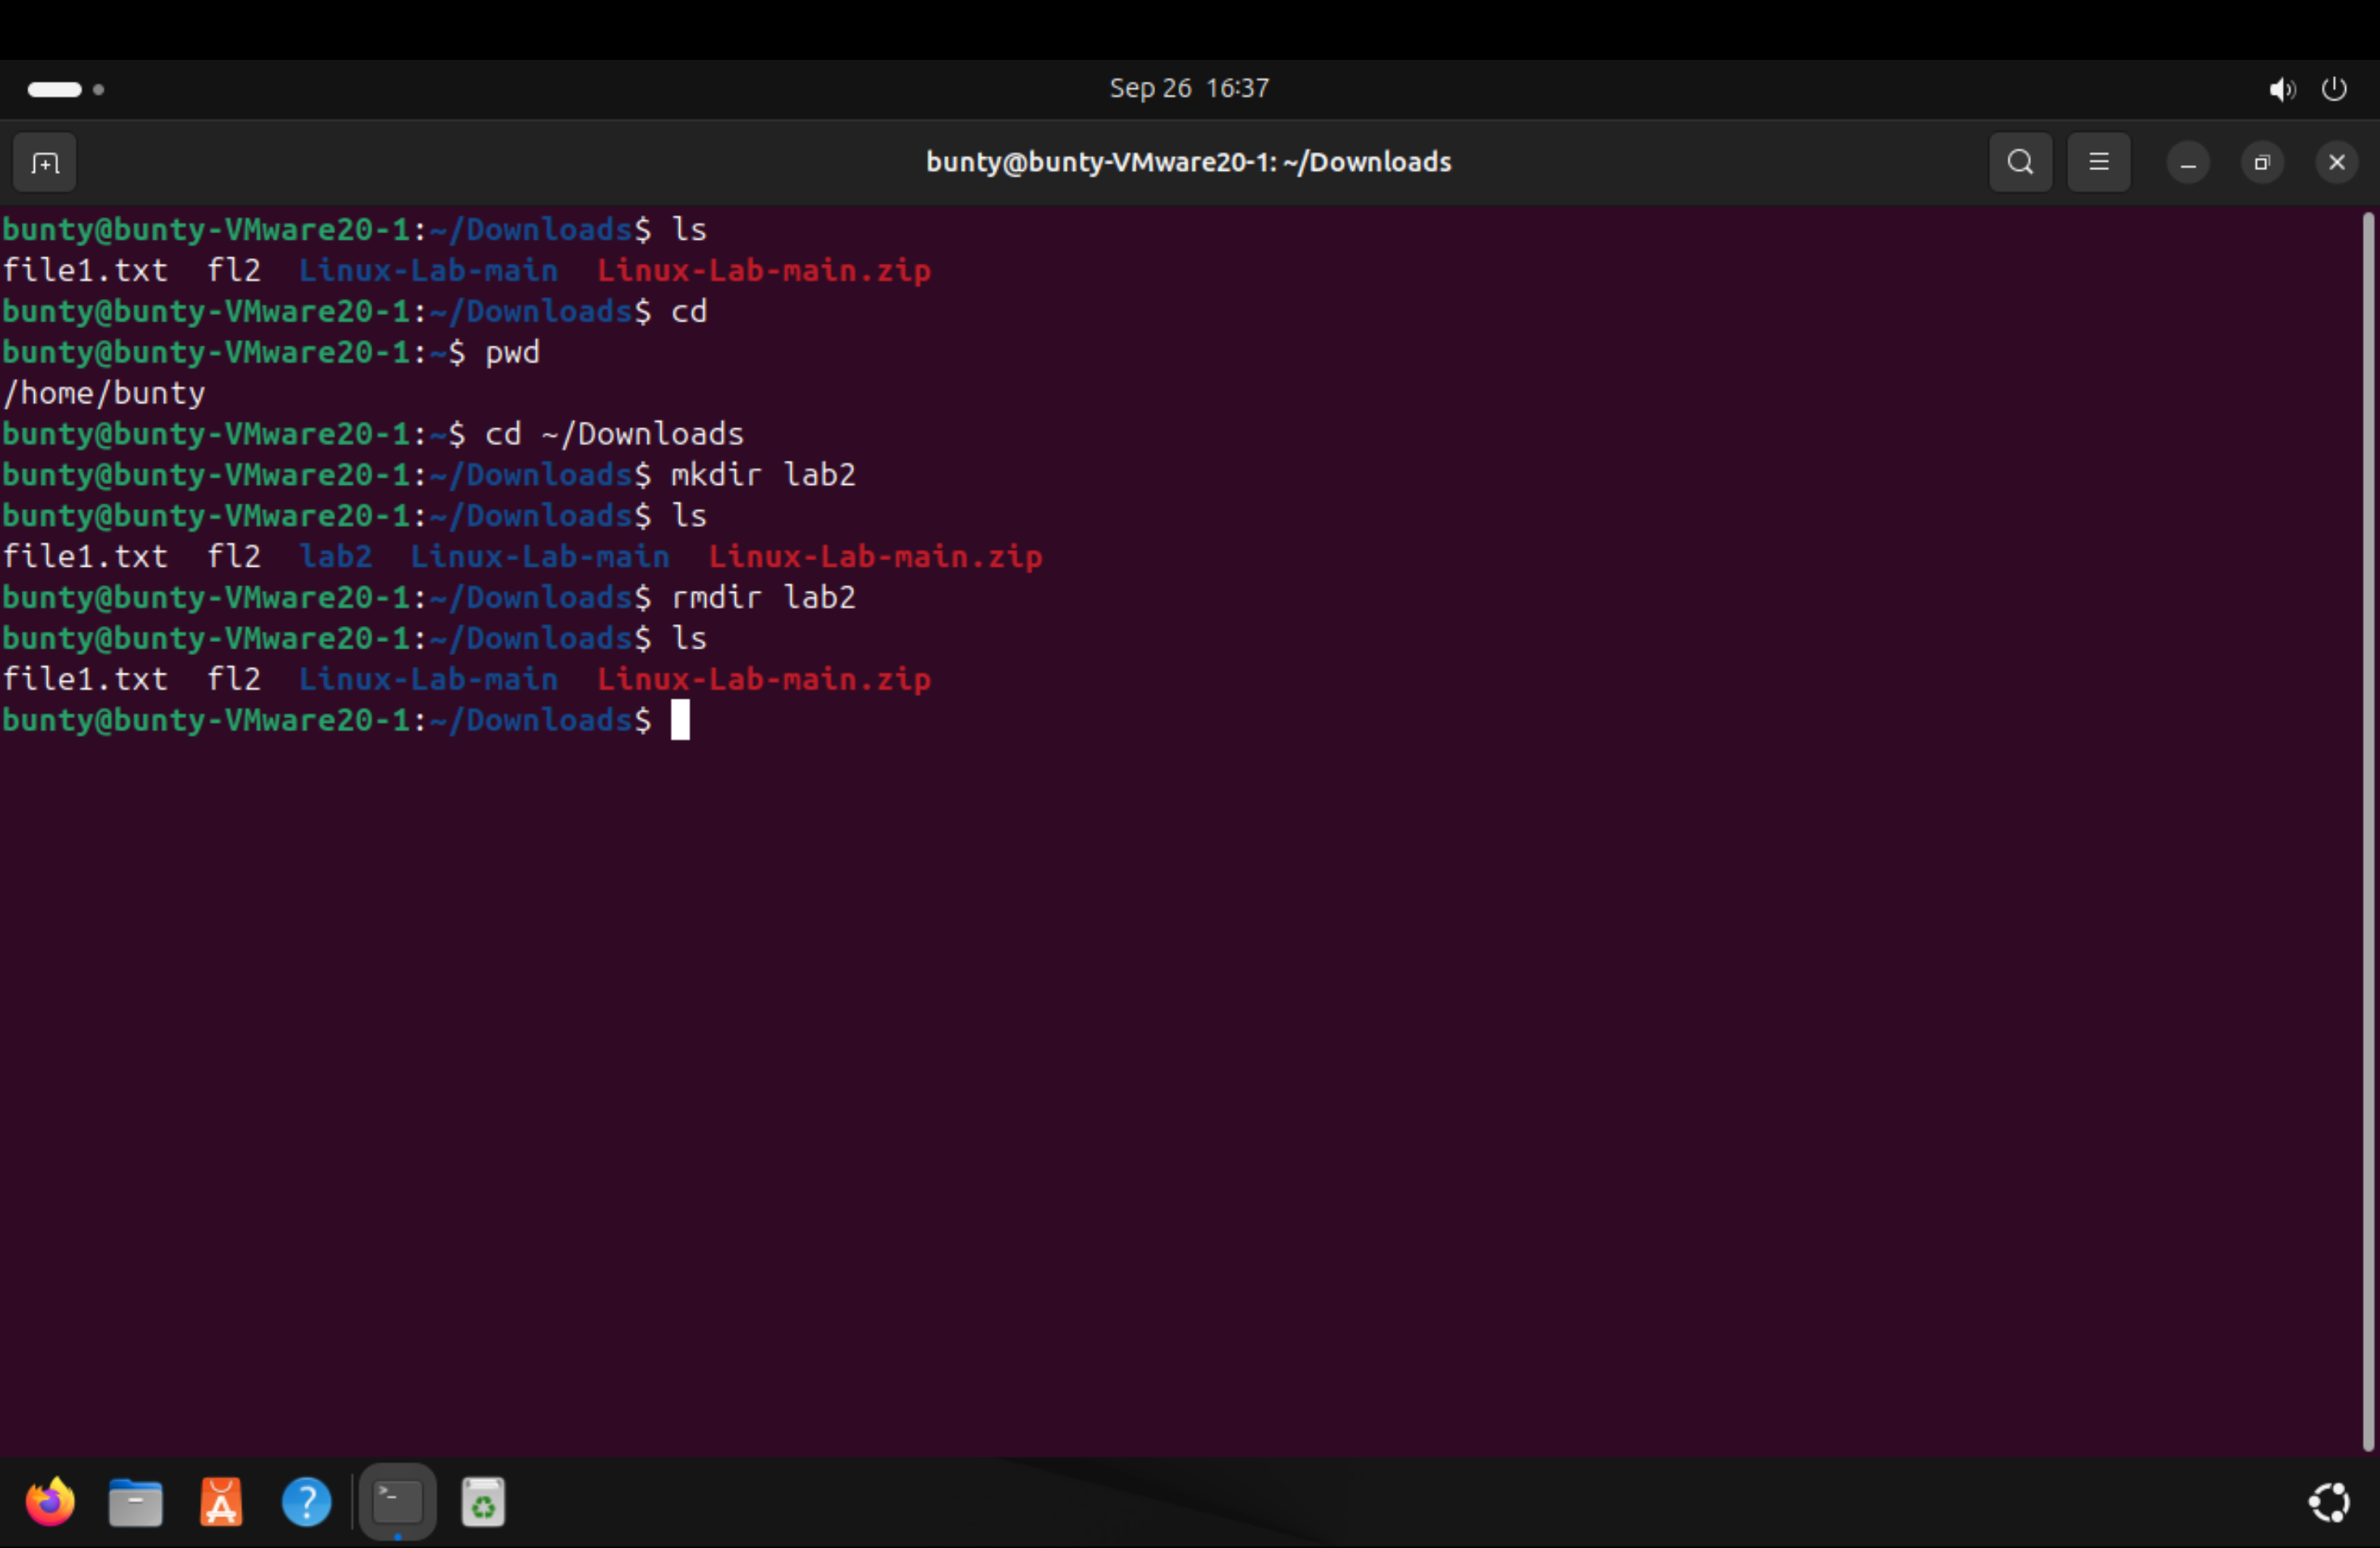 Sep 26 16:37
bunty@bunty-VMware20-1: ~/Downloads
bunty@bunty-VMware20-1:~/Downloads$ ls
file1.txt  fl2  Linux-Lab-main  Linux-Lab-main.zip
bunty@bunty-VMware20-1:~/Downloads$ cd
bunty@bunty-VMware20-1:~$ pwd
/home/bunty
bunty@bunty-VMware20-1:~$ cd ~/Downloads
bunty@bunty-VMware20-1:~/Downloads$ mkdir lab2
bunty@bunty-VMware20-1:~/Downloads$ ls
file1.txt  fl2  lab2  Linux-Lab-main  Linux-Lab-main.zip
bunty@bunty-VMware20-1:~/Downloads$ rmdir lab2
bunty@bunty-VMware20-1:~/Downloads$ ls
file1.txt  fl2  Linux-Lab-main  Linux-Lab-main.zip
bunty@bunty-VMware20-1:~/Downloads$